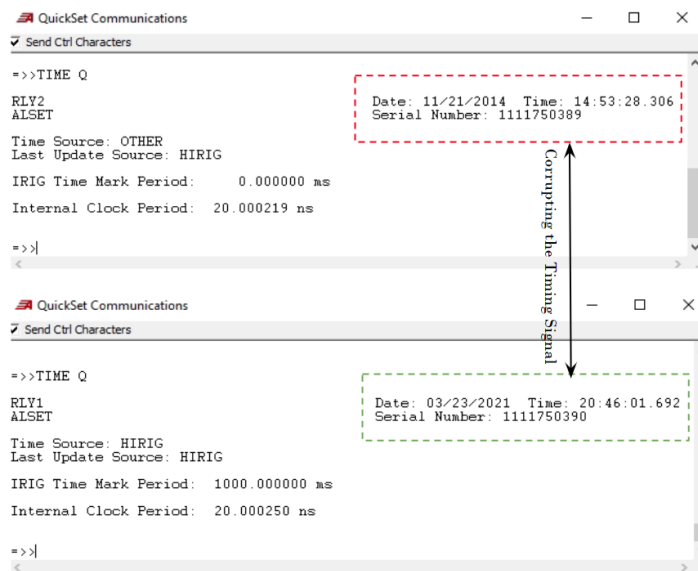 QuickSet Communications
Send Ctrl Characters
=>>TIME Q
RLY2 Date: 11/21/2014 Time: 14:53:28.306
ALSET Serial Number: 1111750389
Time Source: OTHER
Last Update Source: HIRIG
IRIG Time Mark Period: 0.000000 ms
Internal Clock Period: 20.000219 ns
=>>
Corrupting the Timing Signal
QuickSet Communications
Send Ctrl Characters
=>>TIME Q
RLY1 Date: 03/23/2021 Time: 20:46:01.692
ALSET Serial Number: 1111750390
Time Source: HIRIG
Last Update Source: HIRIG
IRIG Time Mark Period: 1000.000000 ms
Internal Clock Period: 20.000250 ns
=>>